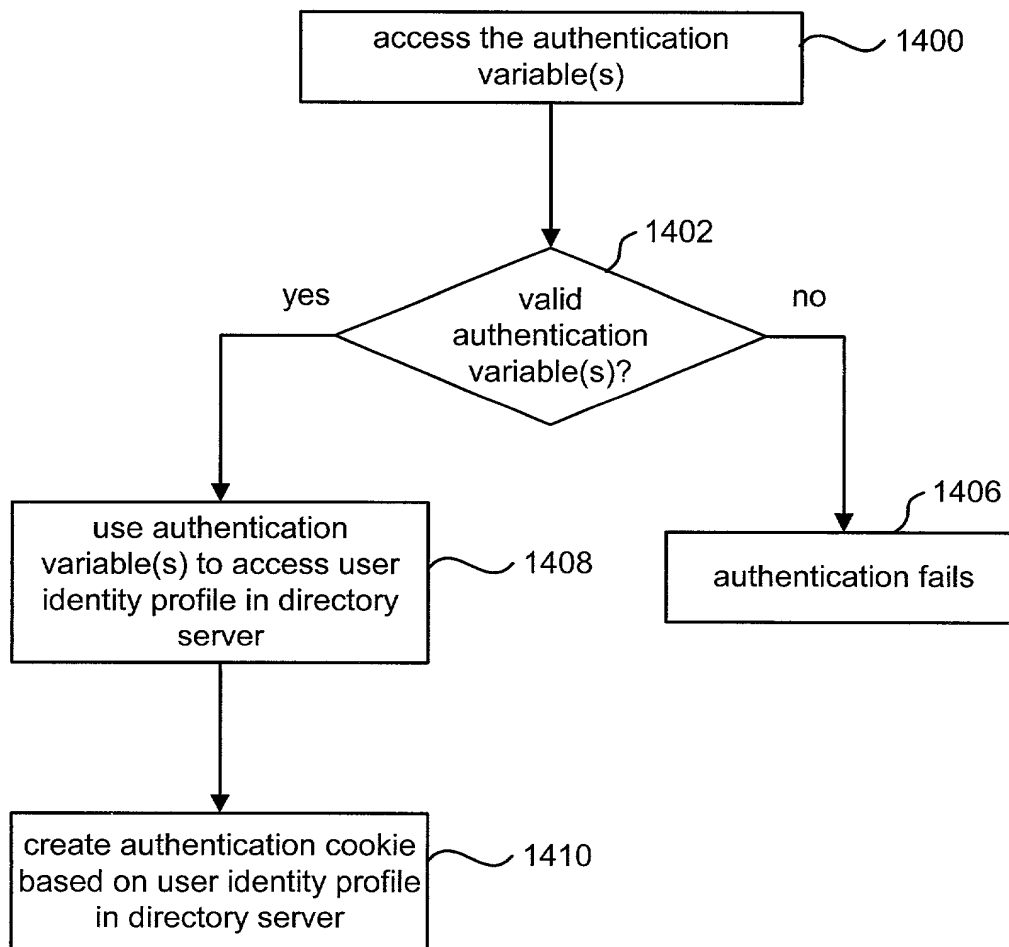 access the authentication
variable(s)
1400
1402
yes
no
valid
authentication
variable(s)?
1406
authentication fails
use authentication
variable(s) to access user
identity profile in directory
server
1408
create authentication cookie
based on user identity profile
in directory server
1410